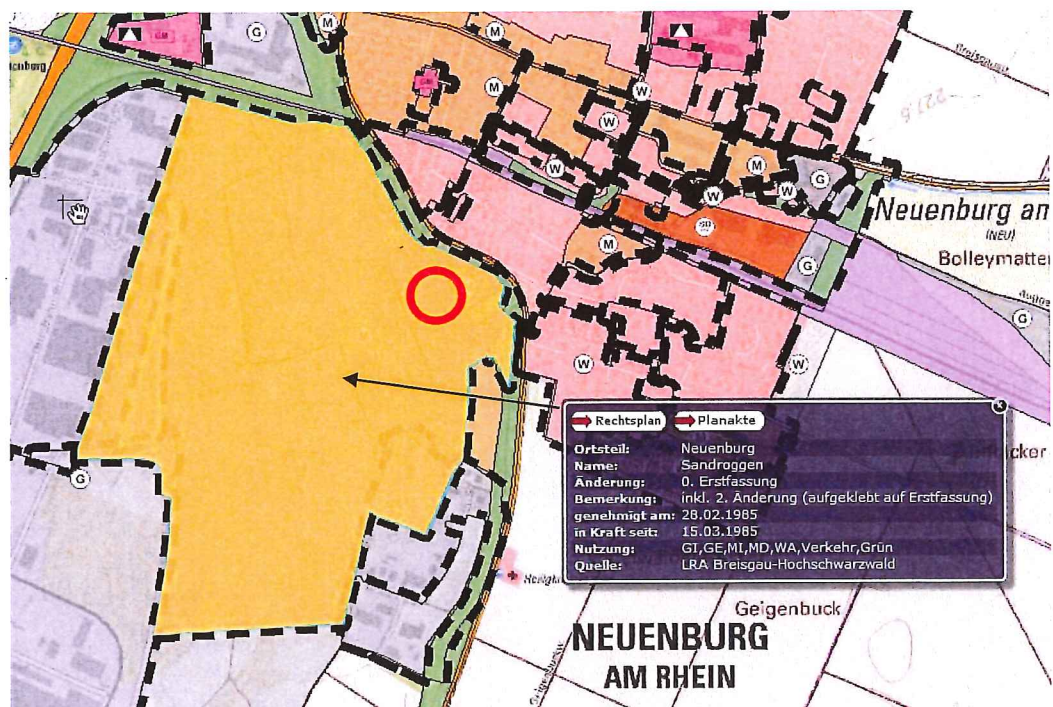 G
M
M
M
W
W
W
M
W
W
G
SO
M
G
G
W
W
G
Neuenburg am
(NEU)
Bolleymatten
Rechtsplan Planakte
Ortsteil: Neuenburg
Name: Sandroggen
Änderung: 0. Erstfassung
Bemerkung: inkl. 2. Änderung (aufgeklebt auf Erstfassung)
genehmigt am: 28.02.1985
in Kraft seit: 15.03.1985
Nutzung: GI,GE,MI,MD,WA,Verkehr,Grün
Quelle: LRA Breisgau-Hochschwarzwald
Geigenbuck
NEUENBURG
AM RHEIN